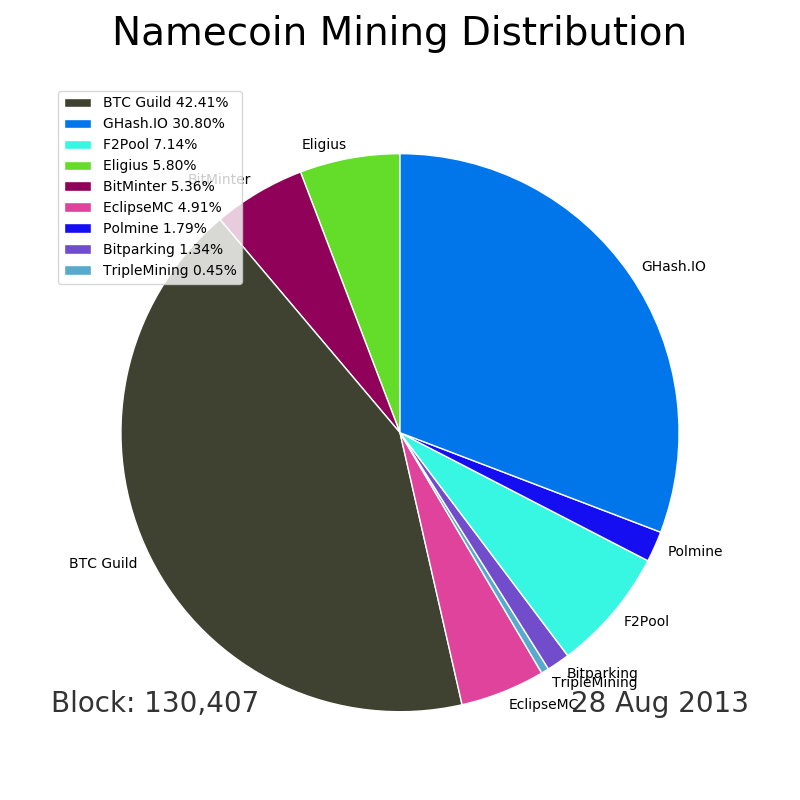 Namecoin Mining Distribution
BTC Guild 42.41%
GHash.IO 30.80%
F2Pool 7.14%
Eligius 5.80%
BitMinter 5.36%
EclipseMC 4.91%
Polmine 1.79%
Bitparking 1.34%
TripleMining 0.45%
Eligius
BitMinter
GHash.IO
BTC Guild
Polmine
F2Pool
Bitparking
TripleMining
EclipseMC
Block: 130,407
28 Aug 2013